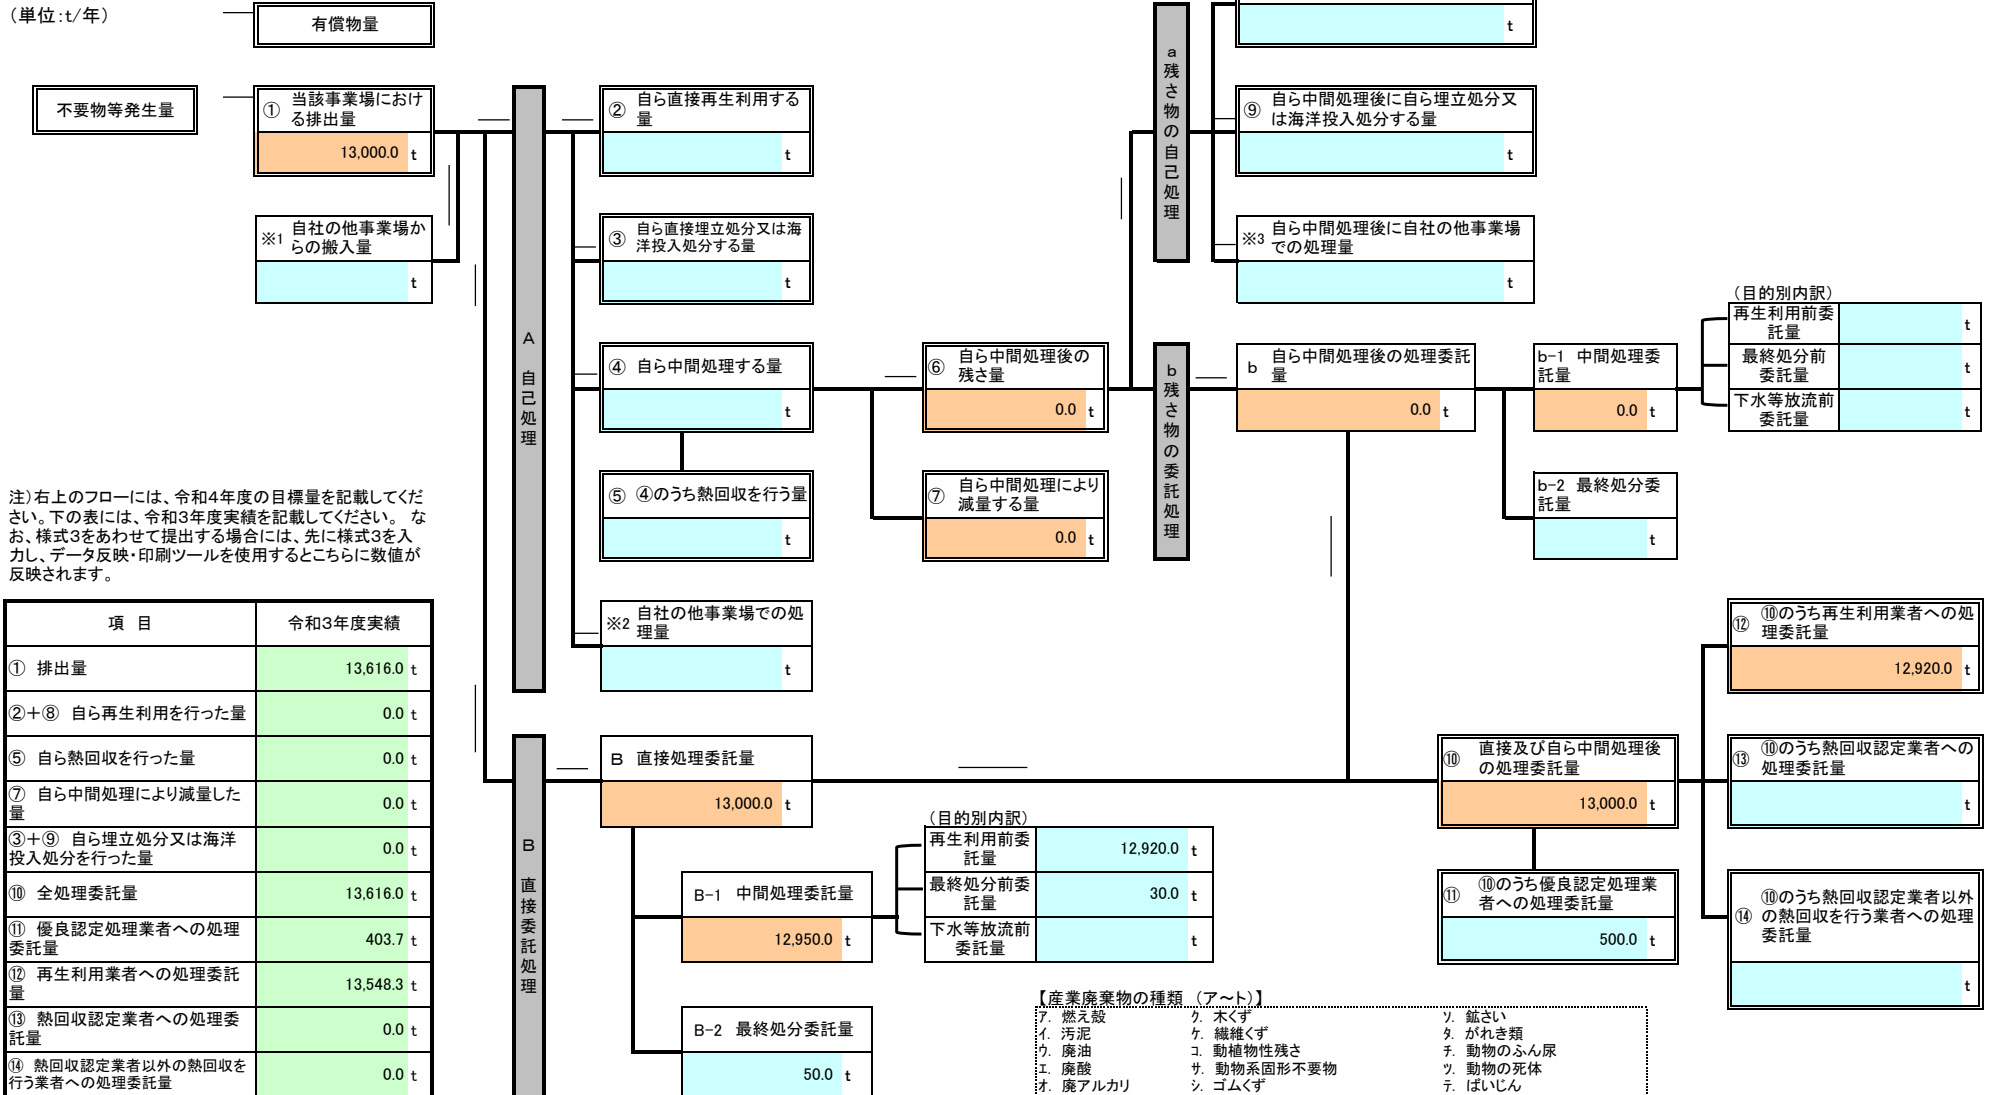 (単位:t/年)
有償物量
t
不要物等発生量
① 当該事業場におけ
る排出量
13,000.0 t
※1 自社の他事業場か
らの搬入量
t
A 自己処理
② 自ら直接再生利用する
量
t
③ 自ら直接埋立処分又は海
洋投入処分する量
t
④ 自ら中間処理する量
t
⑤ ④のうち熱回収を行う量
t
※2 自社の他事業場での処
理量
t
⑥ 自ら中間処理後の
残さ量
0.0 t
⑦ 自ら中間処理により
減量する量
0.0 t
a 残さ物の自己処理
⑨ 自ら中間処理後に自ら埋立処分又
は海洋投入処分する量
t
※3 自ら中間処理後に自社の他事業場
での処理量
t
b 残さ物の委託処理
b 自ら中間処理後の処理委託
量
0.0 t
b-1 中間処理委
託量
0.0 t
(目的別内訳)
再生利用前委
託量
t
最終処分前
委託量
t
下水等放流前
委託量
t
b-2 最終処分委
託量
t
注)右上のフローには、令和4年度の目標量を記載してくだ
さい。下の表には、令和3年度実績を記載してください。 な
お、様式3をあわせて提出する場合には、先に様式3を入
力し、データ反映・印刷ツールを使用するとこちらに数値が
反映されます。
項 目 令和3年度実績
① 排出量 13,616.0 t
②+⑧ 自ら再生利用を行った量 0.0 t
⑤ 自ら熱回収を行った量 0.0 t
⑦ 自ら中間処理により減量した
量 0.0 t
③+⑨ 自ら埋立処分又は海洋
投入処分を行った量 0.0 t
⑩ 全処理委託量 13,616.0 t
⑪ 優良認定処理業者への処理
委託量 403.7 t
⑫ 再生利用業者への処理委託
量 13,548.3 t
⑬ 熱回収認定業者への処理委
託量 0.0 t
⑭ 熱回収認定業者以外の熱回収を
行う業者への処理委託量 0.0 t
B 直接委託処理
B 直接処理委託量
13,000.0 t
B-1 中間処理委託量
12,950.0 t
(目的別内訳)
再生利用前委
託量
12,920.0 t
最終処分前委
託量
30.0 t
下水等放流前
委託量
t
B-2 最終処分委託量
50.0 t
⑩ 直接及び自ら中間処理後
の処理委託量
13,000.0 t
⑪ ⑩のうち優良認定処理業
者への処理委託量
500.0 t
⑫ ⑩のうち再生利用業者への処
理委託量
12,920.0 t
⑬ ⑩のうち熱回収認定業者への
処理委託量
t
⑭ ⑩のうち熱回収認定業者以外
の熱回収を行う業者への処理
委託量
t
【産業廃棄物の種類 (ア~ト)】
ア. 燃え殻 ク. 木くず ソ. 鉱さい
イ. 汚泥 ケ. 繊維くず タ. がれき類
ウ. 廃油 コ. 動植物性残さ チ. 動物のふん尿
エ. 廃酸 サ. 動物系固形不要物 ツ. 動物の死体
オ. 廃アルカリ シ. ゴムくず テ. ばいじん